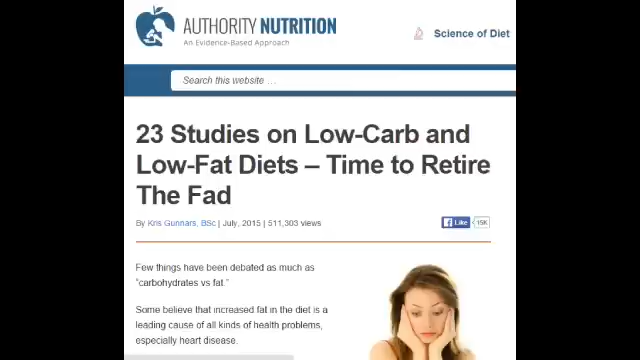 AUTHORITY NUTRITION
An Evidence-Based Approach
Science of Diet
Search this website …
23 Studies on Low-Carb and
Low-Fat Diets – Time to Retire
The Fad
By Kris Gunnars, BSc | July, 2015 | 511,303 views
Like 15K
Few things have been debated as much as
"carbohydrates vs fat."
Some believe that increased fat in the diet is a
leading cause of all kinds of health problems,
especially heart disease.